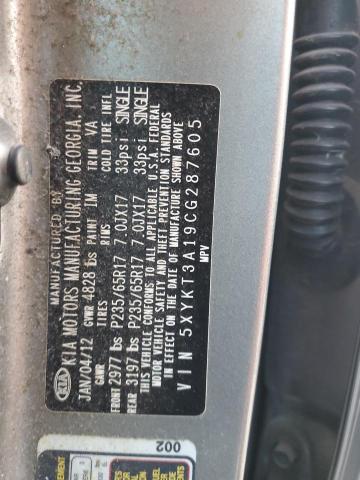 MANUFACTURED BY
KIA KIA MOTORS MANUFACTURING GEORGIA, INC.
JAN/04/12 GVWR 4828 lbs PAINT IM TRIM VA
GAWR TIRES RIMS COLD TIRE INFL
FRONT 2977 lbs P235/65R17 7.0JX17 33psi SINGLE
REAR 3197 lbs P235/65R17 7.0JX17 33psi SINGLE
THIS VEHICLE CONFORMS TO ALL APPLICABLE U.S.A. FEDERAL
MOTOR VEHICLE SAFETY AND THEFT PREVENTION STANDARDS
IN EFFECT ON THE DATE OF MANUFACTURE SHOWN ABOVE
VIN 5XYKT3A19CG287605
MPV
002